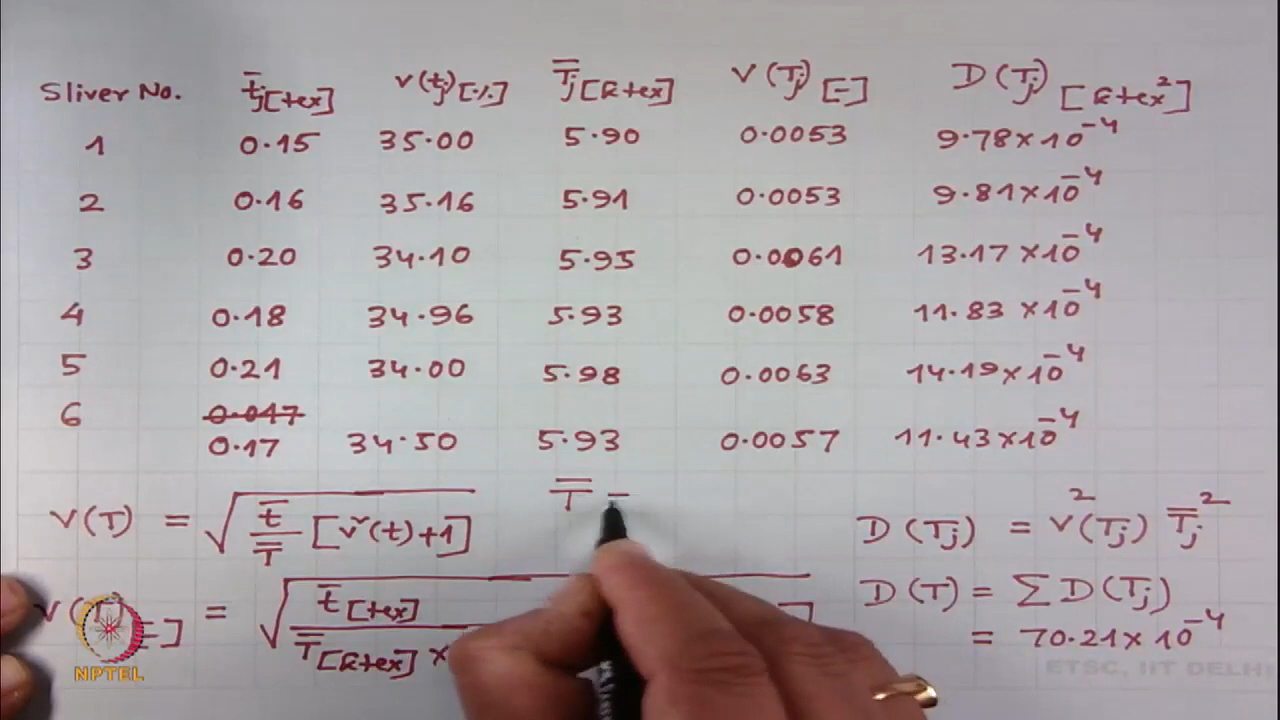 Sliver No. t̄j[tex] v(tj)[%] T̄j[ktex] V(Tj)[-] D(Tj)[ktex²]
1 0.15 35.00 5.90 0.0053 9.78×10⁻⁴
2 0.16 35.16 5.91 0.0053 9.81×10⁻⁴
3 0.20 34.10 5.95 0.0061 13.17×10⁻⁴
4 0.18 34.96 5.93 0.0058 11.83×10⁻⁴
5 0.21 34.00 5.98 0.0063 14.19×10⁻⁴
6 0.047
0.17 34.50 5.93 0.0057 11.43×10⁻⁴
V(T) = √(t̄/T̄ [v²(t)+1])
T̄ =
D(Tj) = V²(Tj) T̄j²
= √(t̄[tex]/T̄[ktex]×
D(T) = ΣD(Tj)
= 70.21×10⁻⁴
NPTEL
ETSC, IIT DELHI